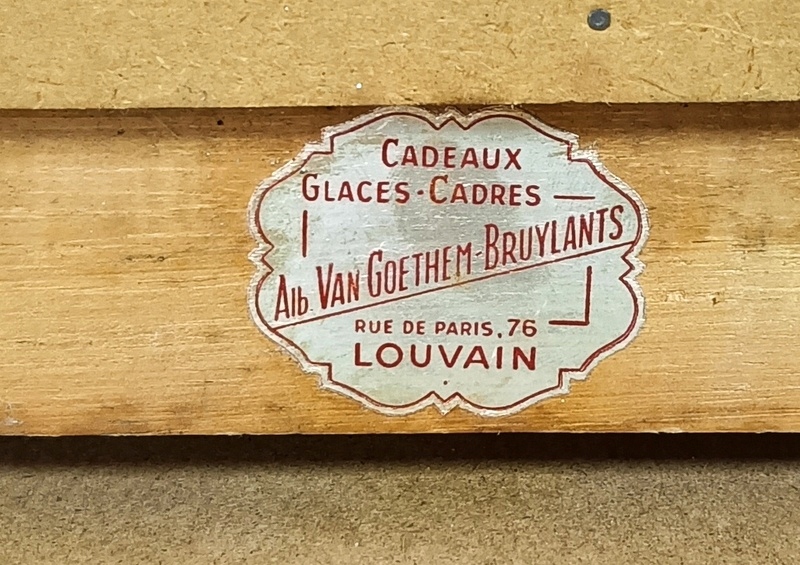 CADEAUX
GLACES-CADRES
Alb. VAN GOETHEM-BRUYLANTS
RUE DE PARIS, 76
LOUVAIN